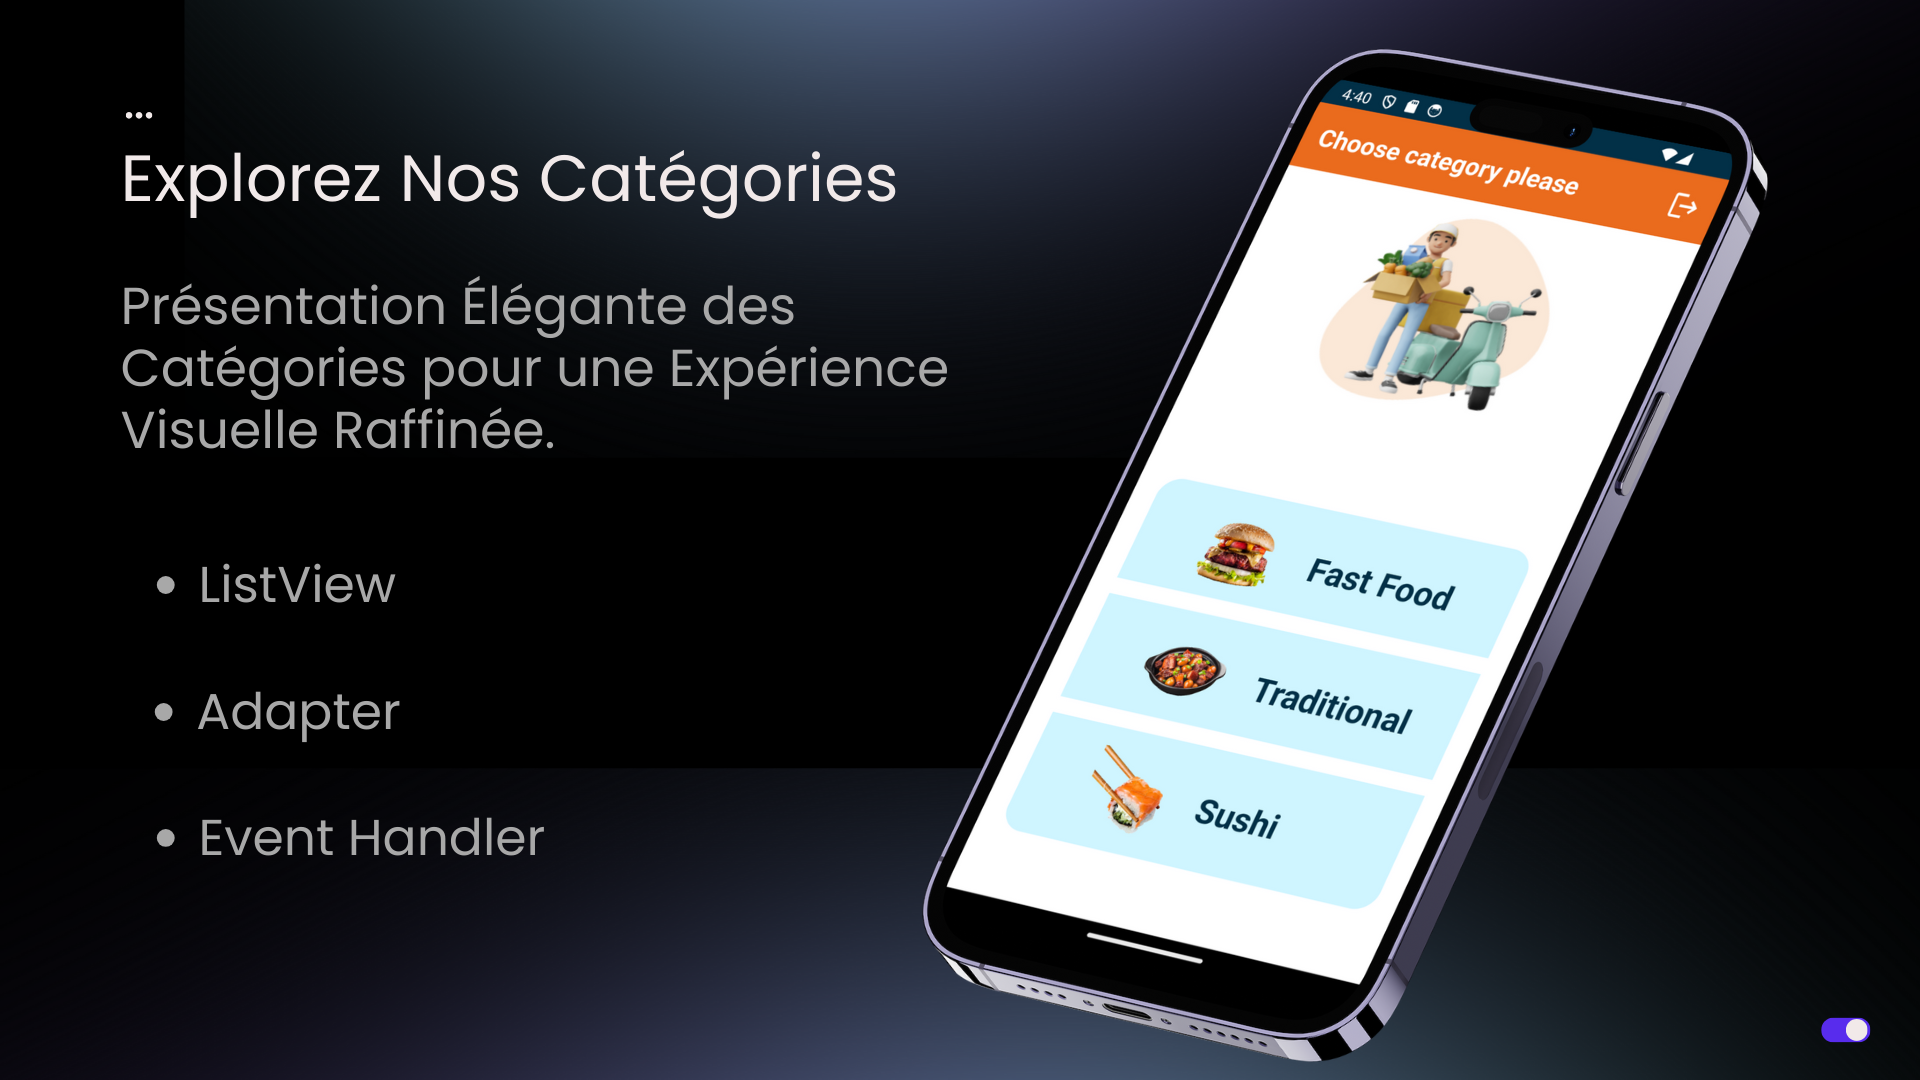 ...
Explorez Nos Catégories
Présentation Élégante des
Catégories pour une Expérience
Visuelle Raffinée.
• ListView
• Adapter
• Event Handler
4:40
Choose category please
Fast Food
Traditional
Sushi